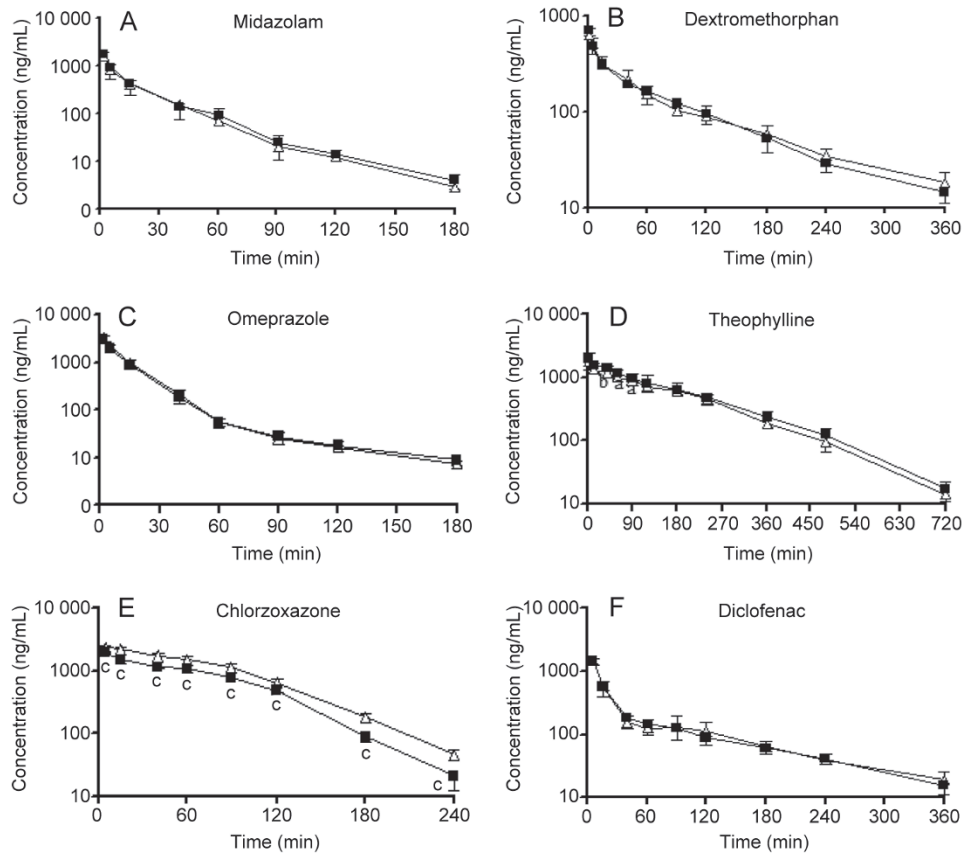 A
Midazolam
Concentration (ng/mL)
10 000
1000
100
10
0
0 30 60 90 120 150 180
Time (min)
B
Dextromethorphan
Concentration (ng/mL)
1000
100
10
0 60 120 180 240 300 360
Time (min)
C
Omeprazole
Concentration (ng/mL)
10 000
1000
100
10
0
0 30 60 90 120 150 180
Time (min)
D
Theophylline
Concentration (ng/mL)
10 000
1000
b a a
100
10
0 90 180 270 360 450 540 630 720
Time (min)
E
Chlorzoxazone
Concentration (ng/mL)
10 000
1000
c c c c c c
100
c
c
10
0 60 120 180 240
Time (min)
F
Diclofenac
Concentration (ng/mL)
10 000
1000
100
10
0 60 120 180 240 300 360
Time (min)